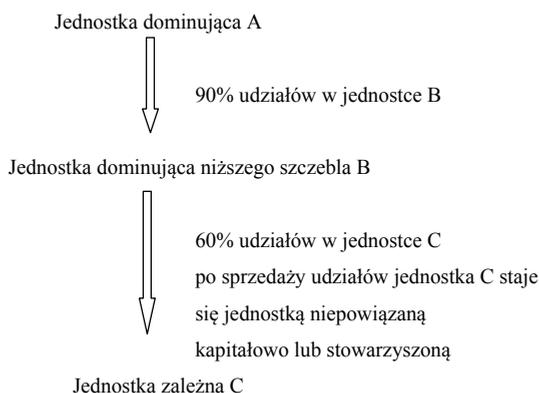 Jednostka dominująca A
90% udziałów w jednostce B
Jednostka dominująca niższego szczebla B
60% udziałów w jednostce C
po sprzedaży udziałów jednostka C staje
się jednostką niepowiązaną
kapitałowo lub stowarzyszoną
Jednostka zależna C